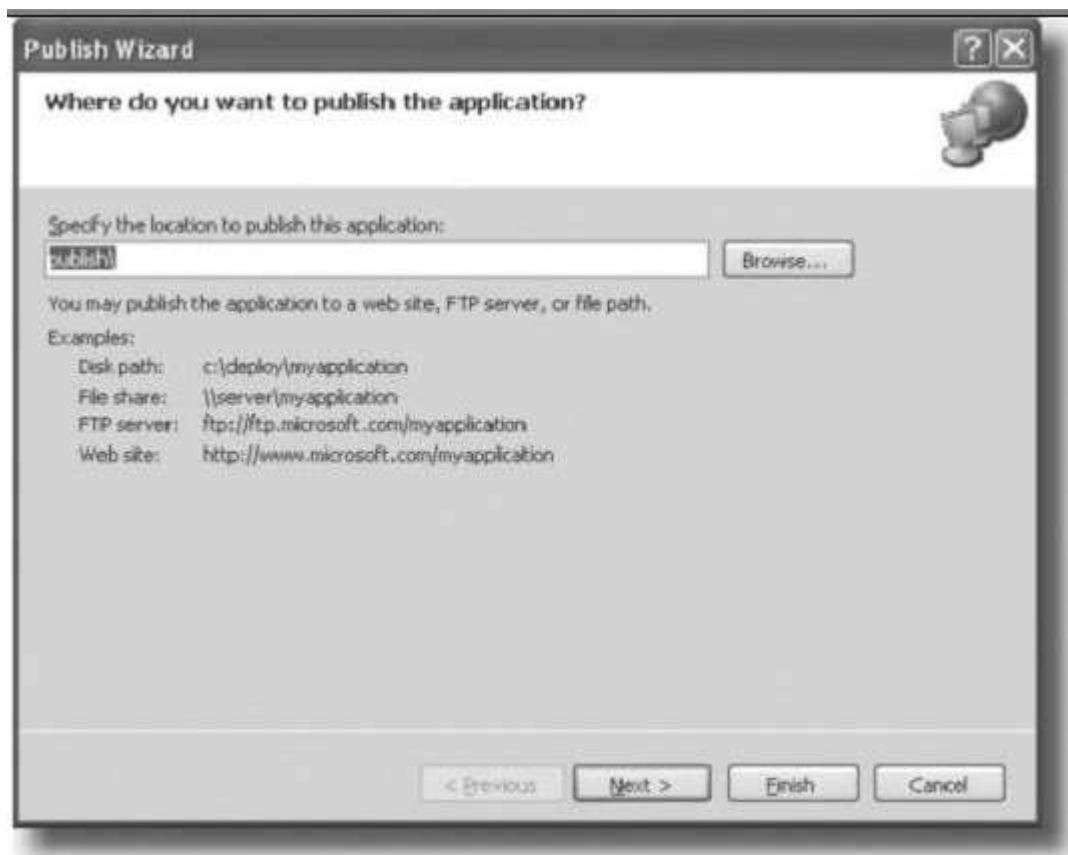 Publish Wizard
Where do you want to publish the application?
Specify the location to publish this application:
publish\
Browse...
You may publish the application to a web site, FTP server, or file path.
Examples:
Disk path: c:\deploy\myapplication
File share: \\server\myapplication
FTP server: ftp://ftp.microsoft.com/myapplication
Web site: http://www.microsoft.com/myapplication
< Previous Next > Finish Cancel